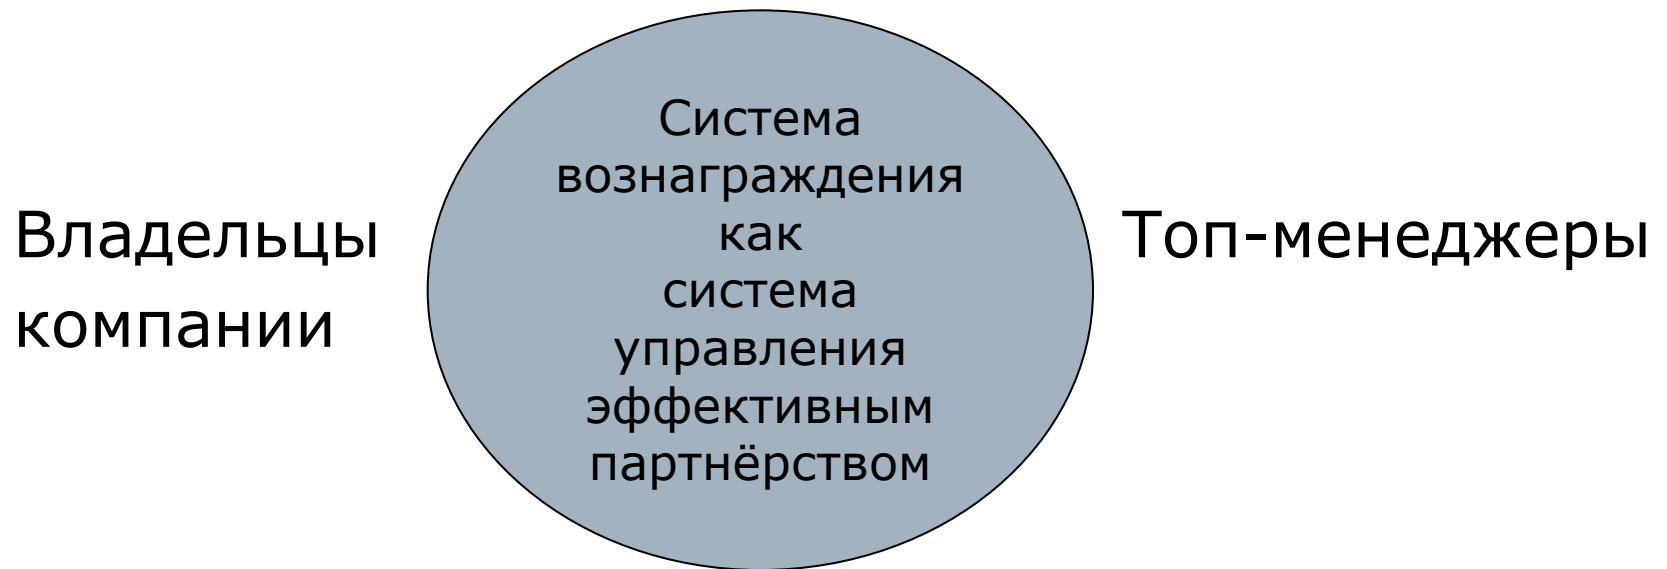 Владельцы
компании
Система
вознаграждения
как
система
управления
эффективным
партнёрством
Топ-менеджеры